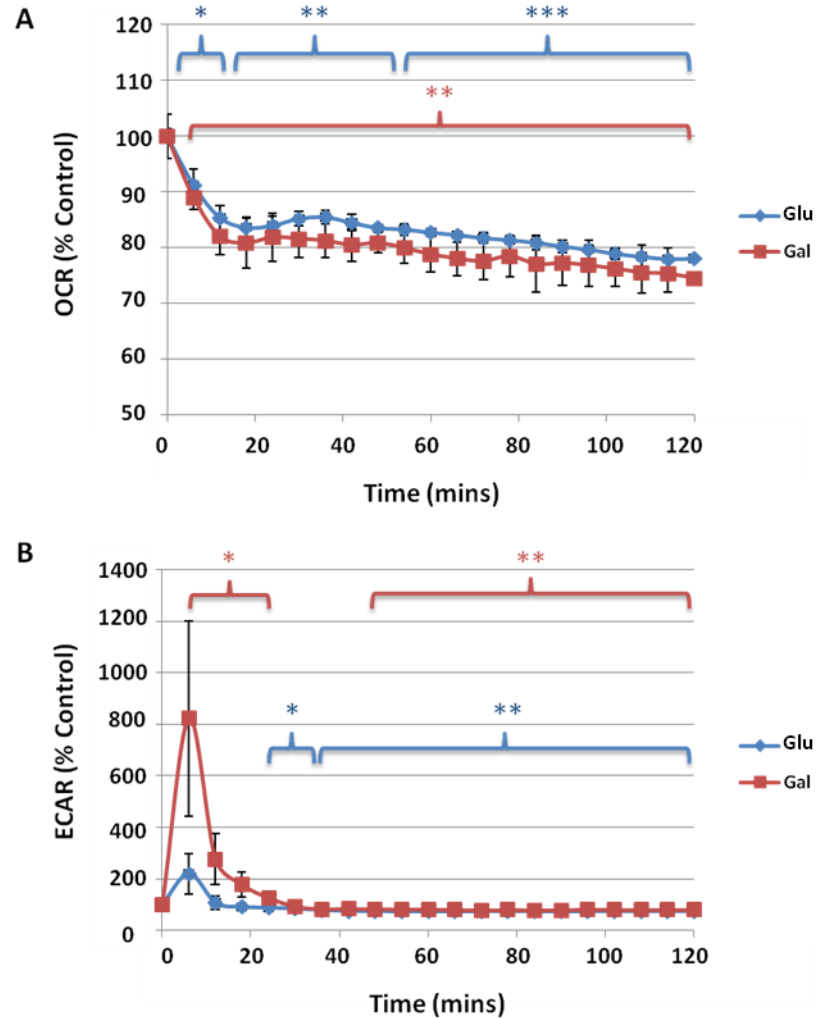 A
* ** ***
**
120
110
100
90
80
70
60
50
OCR (% Control)
0 20 40 60 80 100 120
Time (mins)
Glu
Gal
B
* **
* **
1400
1200
1000
800
600
400
200
0
ECAR (% Control)
0 20 40 60 80 100 120
Time (mins)
Glu
Gal